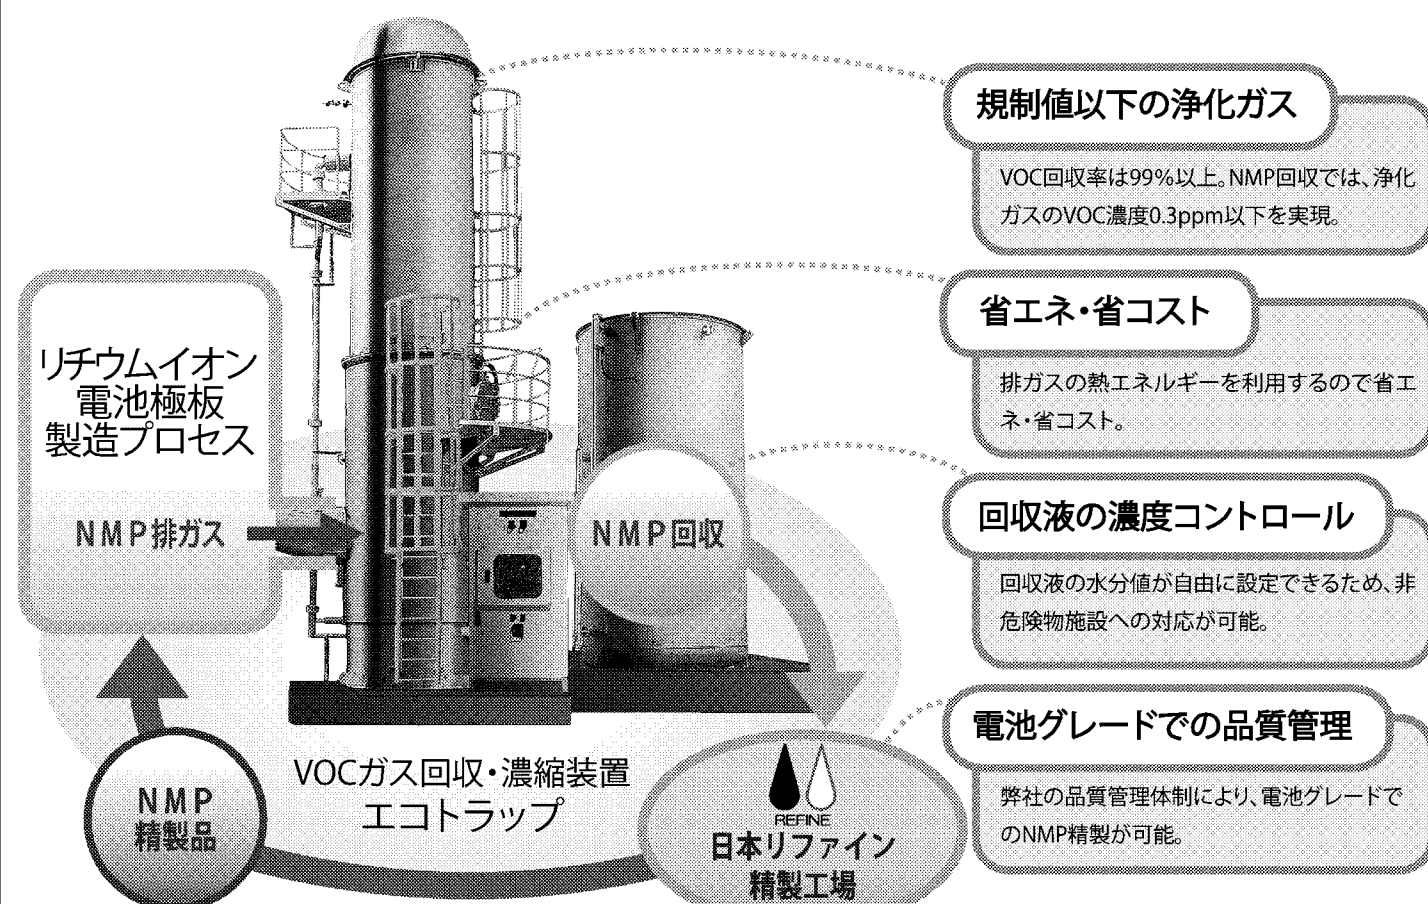 規制値以下の浄化ガス
VOC回収率は99%以上。NMP回収では、浄化
ガスのVOC濃度0.3ppm以下を実現。
省エネ・省コスト
排ガスの熱エネルギーを利用するので省エ
ネ・省コスト。
リチウムイオン
電池極板
製造プロセス
NMP排ガス
NMP回収
回収液の濃度コントロール
回収液の水分値が自由に設定できるため、非
危険物施設への対応が可能。
電池グレードでの品質管理
弊社の品質管理体制により、電池グレードで
のNMP精製が可能。
VOCガス回収・濃縮装置
エコトラップ
NMP
精製品
REFINE
日本リファイン
精製工場